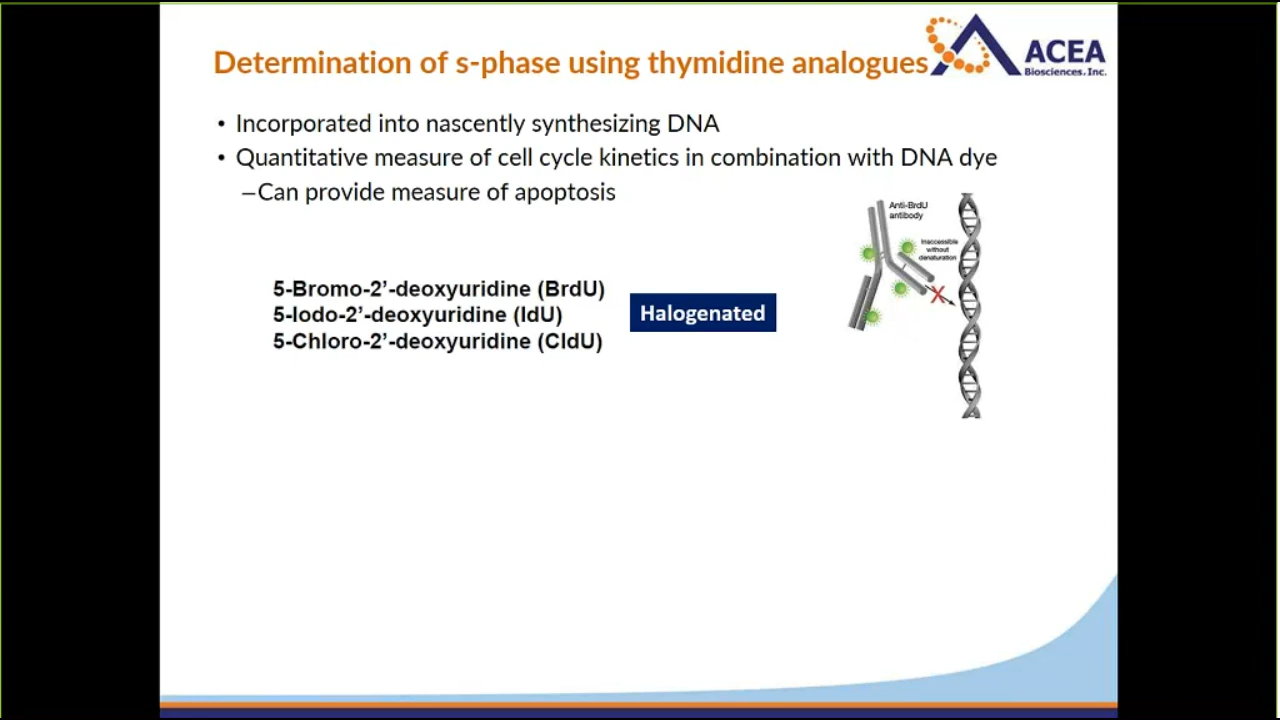 Determination of s-phase using thymidine analogues
ACEA
Biosciences, Inc.
• Incorporated into nascently synthesizing DNA
• Quantitative measure of cell cycle kinetics in combination with DNA dye
–Can provide measure of apoptosis
Anti-BrdU
antibody
Inaccessible
without
denaturation
5-Bromo-2’-deoxyuridine (BrdU)
5-Iodo-2’-deoxyuridine (IdU)
5-Chloro-2’-deoxyuridine (CIdU)
Halogenated